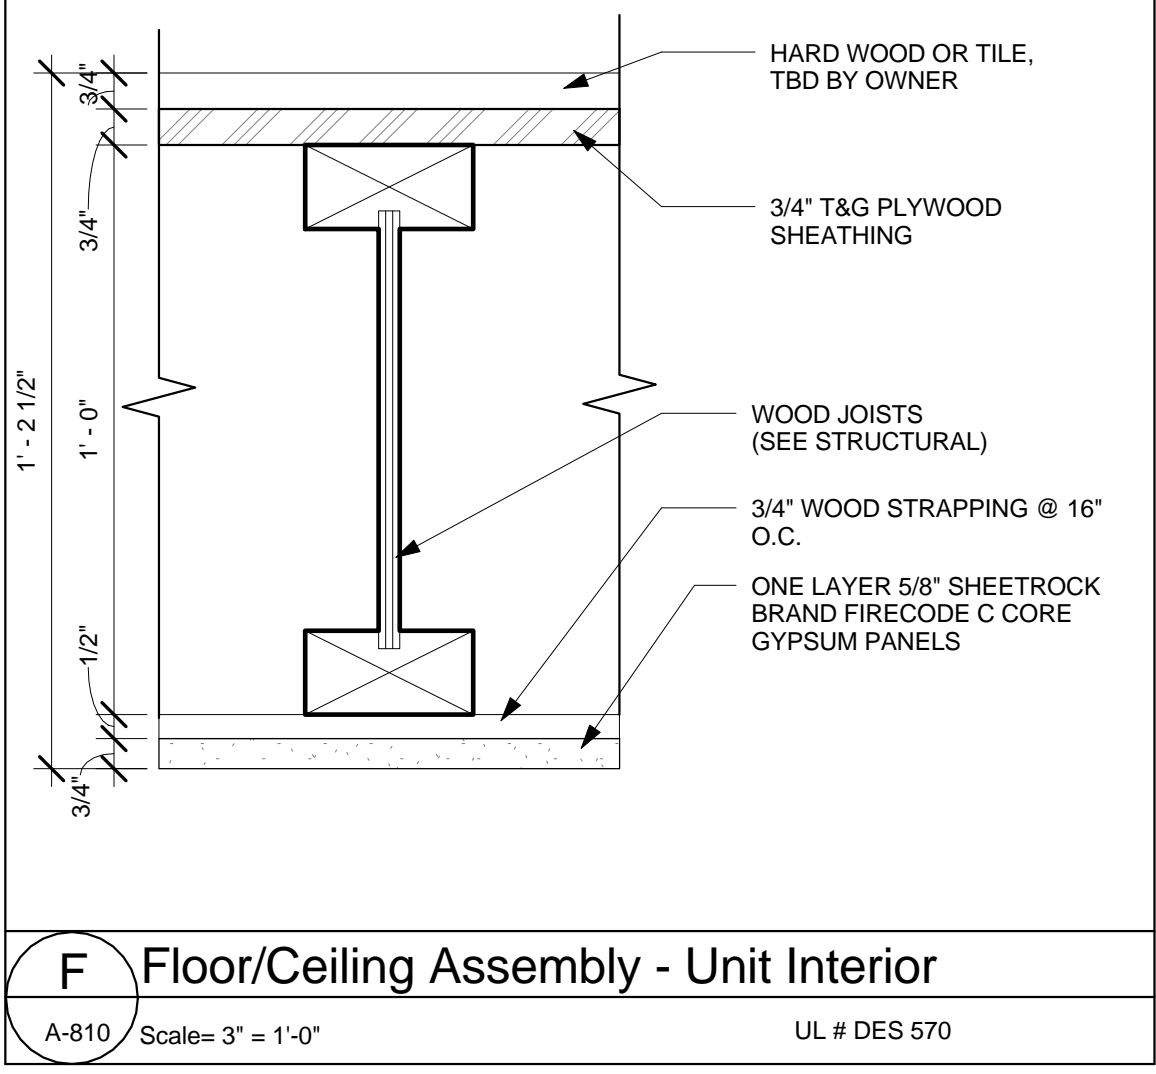 3/4"
3/4"
1' - 0"
1' - 2 1/2"
1/2"
3/4"
HARD WOOD OR TILE,
TBD BY OWNER
3/4" T&G PLYWOOD
SHEATHING
WOOD JOISTS
(SEE STRUCTURAL)
3/4" WOOD STRAPPING @ 16"
O.C.
ONE LAYER 5/8" SHEETROCK
BRAND FIRECODE C CORE
GYPSUM PANELS
F
Floor/Ceiling Assembly - Unit Interior
A-810
Scale= 3" = 1'-0"
UL # DES 570